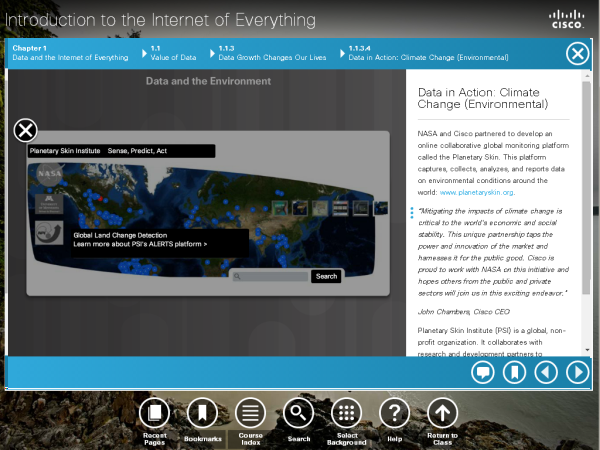 Introduction to the Internet of Everything
CISCO
Chapter 1
Data and the Internet of Everything
1.1
Value of Data
1.1.3
Data Growth Changes Our Lives
1.1.3.4
Data in Action: Climate Change (Environmental)
Data and the Environment
Planetary Skin Institute Sense, Predict, Act
NASA
Global Land Change Detection
Learn more about PSI's ALERTS platform >
Search
Data in Action: Climate
Change (Environmental)
NASA and Cisco partnered to develop an
online collaborative global monitoring platform
called the Planetary Skin. This platform
captures, collects, analyzes, and reports data
on environmental conditions around the
world: www.planetaryskin.org.
"Mitigating the impacts of climate change is
critical to the world's economic and social
stability. This unique partnership taps the
power and innovation of the market and
harnesses it for the public good. Cisco is
proud to work with NASA on this initiative and
hopes others from the public and private
sectors will join us in this exciting endeavor."
John Chambers, Cisco CEO
Planetary Skin Institute (PSI) is a global, non-
profit organization. It collaborates with
research and development partners to
Recent
Pages
Bookmarks
Course
Index
Search
Select
Background
Help
Return to
Class